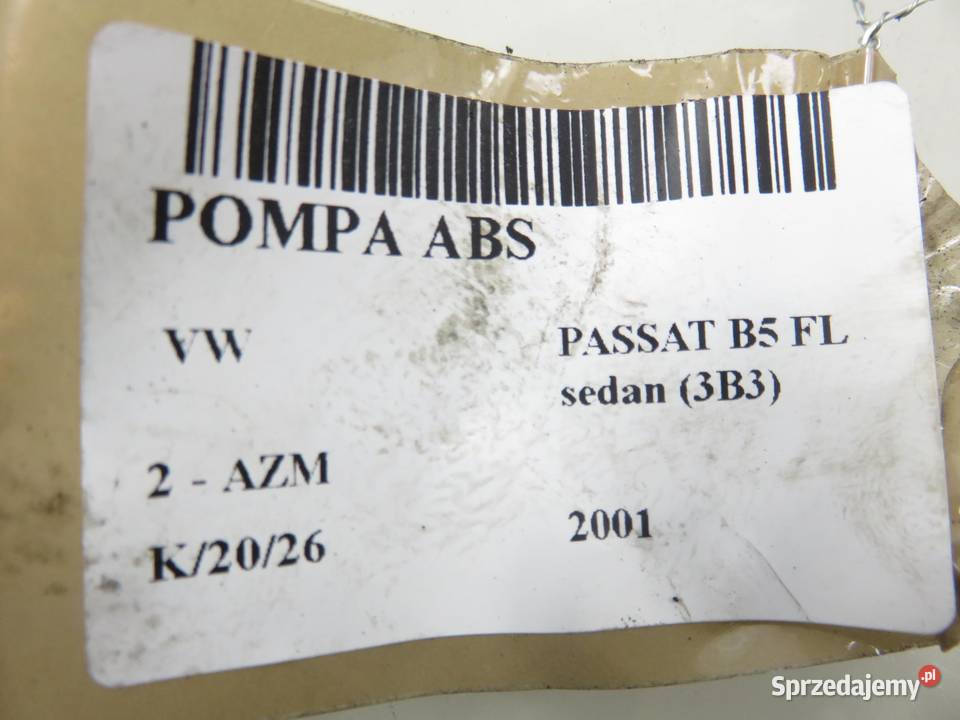 POMPA ABS
VW
PASSAT B5 FL
sedan (3B3)
2 - AZM
2001
K/20/26
Sprzedajemy.pl